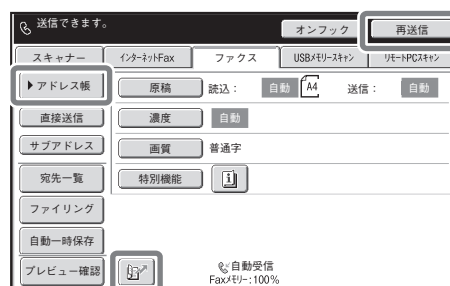 送信できます。
オンフック
再送信
スキャナー
インターネットFax
ファクス
USBメモリースキャン
リモートPCスキャン
アドレス帳
原稿
読込：
自動
A4
送信：
自動
直接送信
濃度
自動
サブアドレス
画質
普通字
宛先一覧
特別機能
ファイリング
自動一時保存
プレビュー確認
自動受信
Faxメモリー:100%